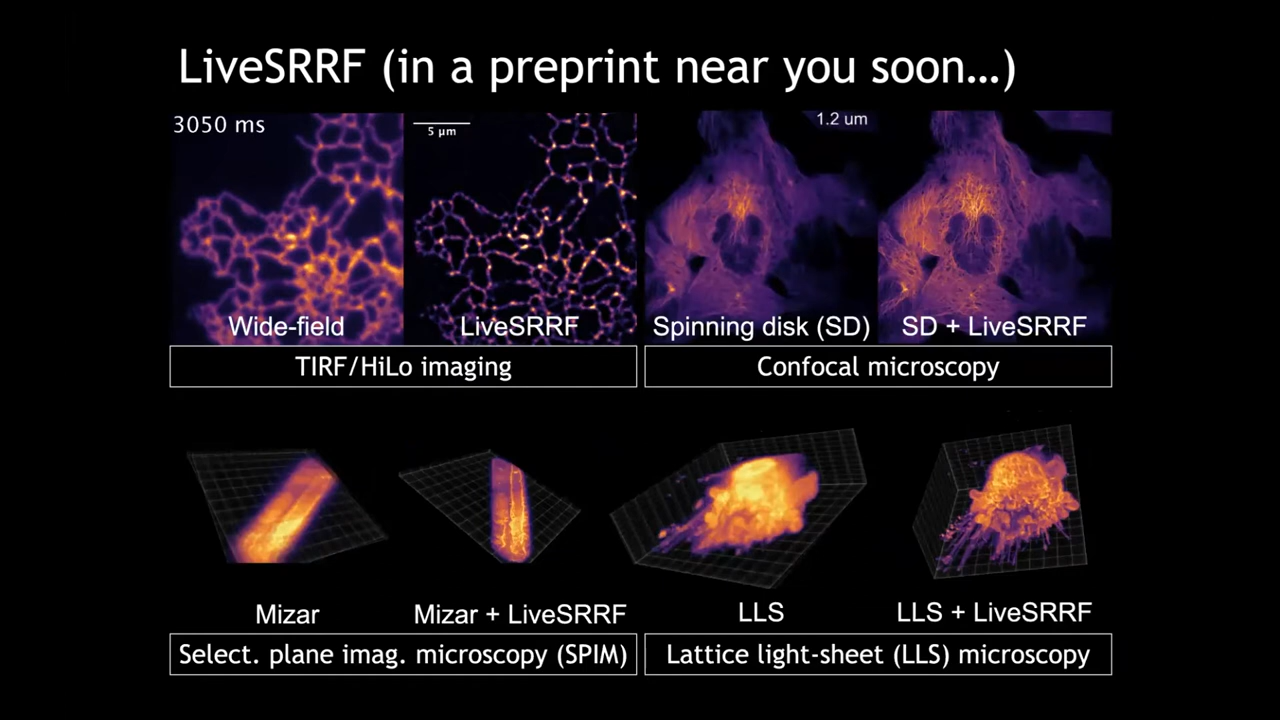 LiveSRRF (in a preprint near you soon…)
3050 ms
5 µm
1.2 um
Wide-field
LiveSRRF
Spinning disk (SD)
SD + LiveSRRF
TIRF/HiLo imaging
Confocal microscopy
Mizar
Mizar + LiveSRRF
LLS
LLS + LiveSRRF
Select. plane imag. microscopy (SPIM)
Lattice light-sheet (LLS) microscopy